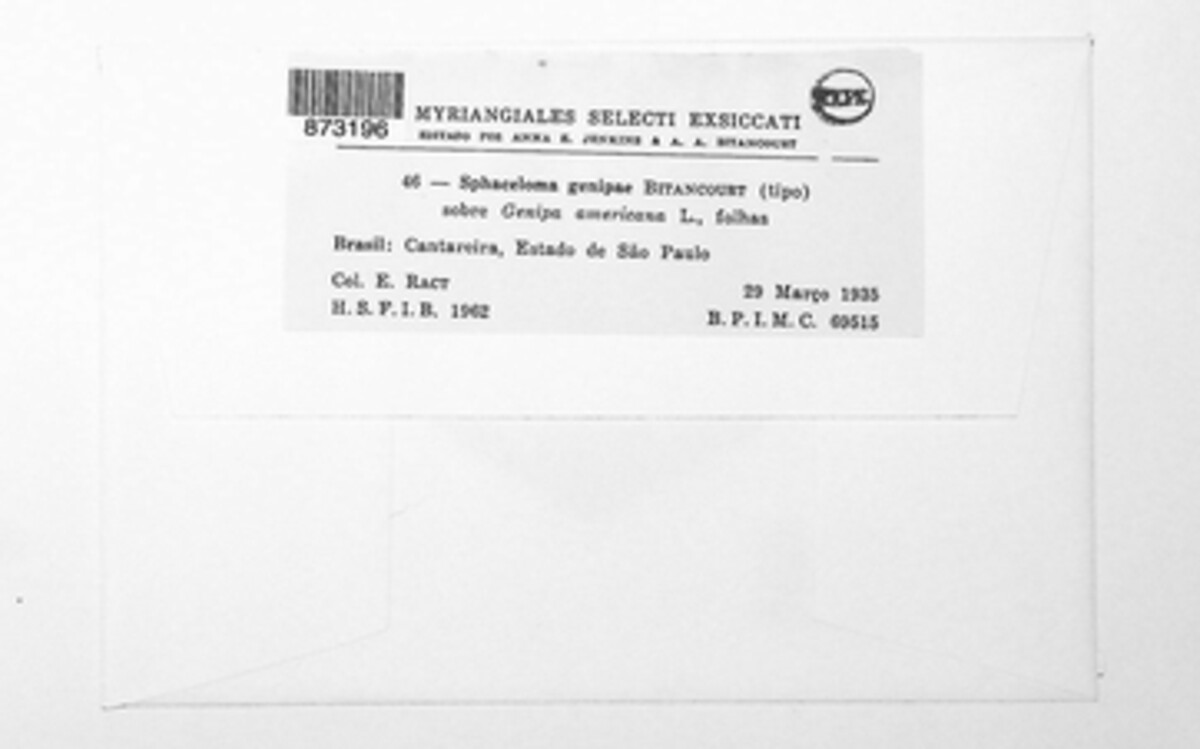 873196
MYRIANGIALES SELECTI EXSICCATI
EDITADO POR ANNA E. JENKINS & A. A. BITANCOURT
46 — Sphaceloma genipae BITANCOURT (tipo)
sobre Genipa americana L., folhas
Brasil: Cantareira, Estado de São Paulo
Col. E. RACT
29 Março 1935
H. S. F. I. B. 1962
B. P. I. M. C. 69515